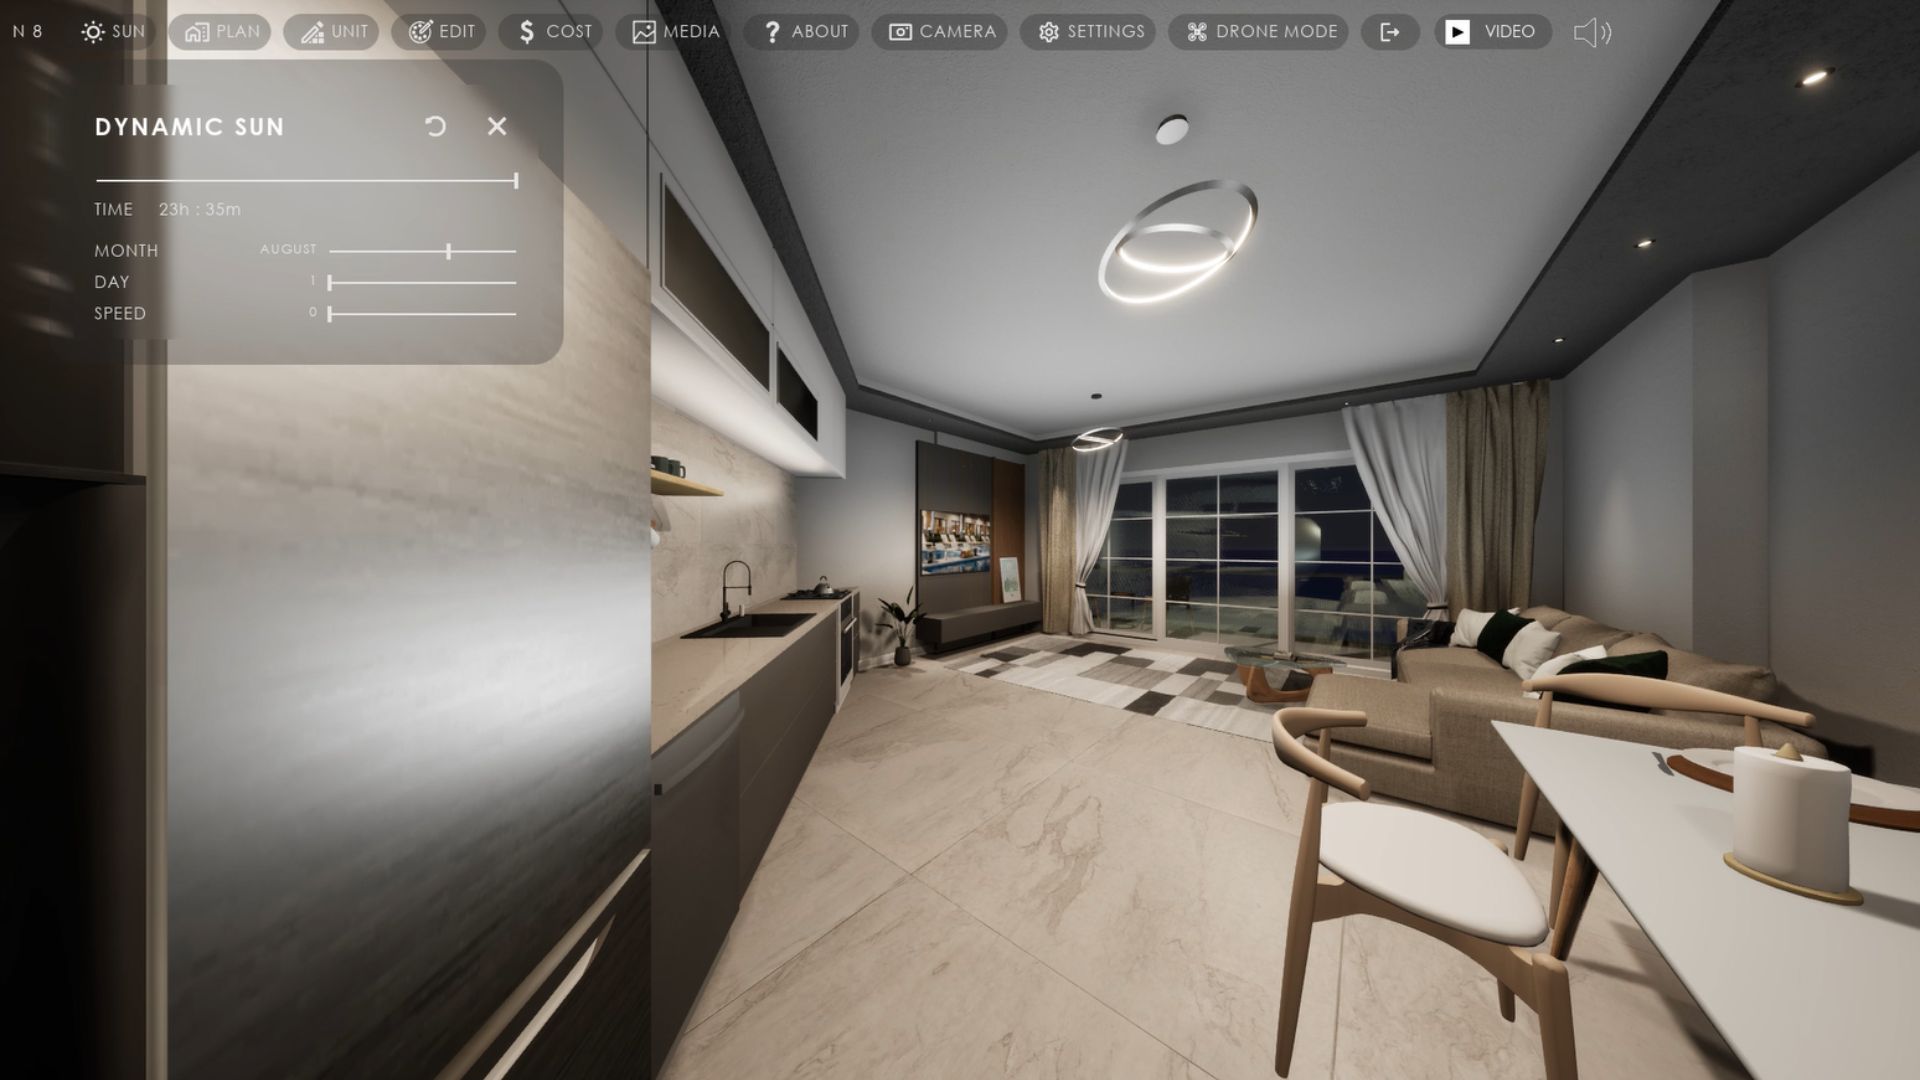 N 8 SUN PLAN UNIT EDIT COST MEDIA ABOUT CAMERA SETTINGS DRONE MODE VIDEO
DYNAMIC SUN
TIME 23h : 35m
MONTH AUGUST
DAY 1
SPEED 0